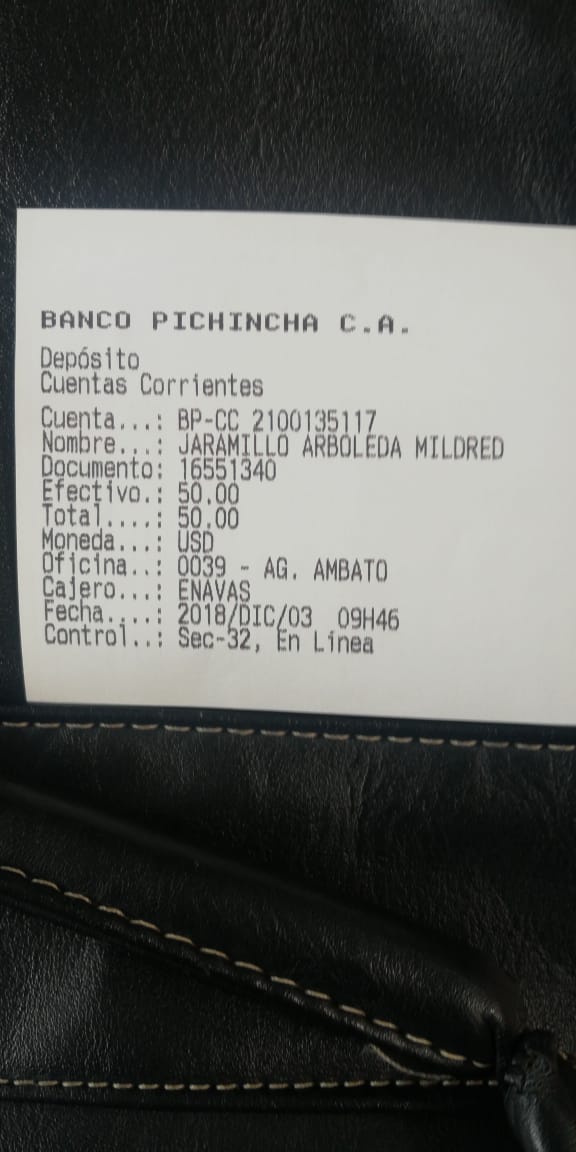 BANCO PICHINCHA C.A.
Depósito
Cuentas Corrientes
Cuenta...: BP-CC 2100135117
Nombre...: JARAMILLO ARBOLEDA MILDRED
Documento: 16551340
Efectivo.: 50.00
Total....: 50.00
Moneda...: USD
Oficina..: 0039 - AG. AMBATO
Cajero...: ENAVAS
Fecha....: 2018/DIC/03 09H46
Control..: Sec-32, En Línea